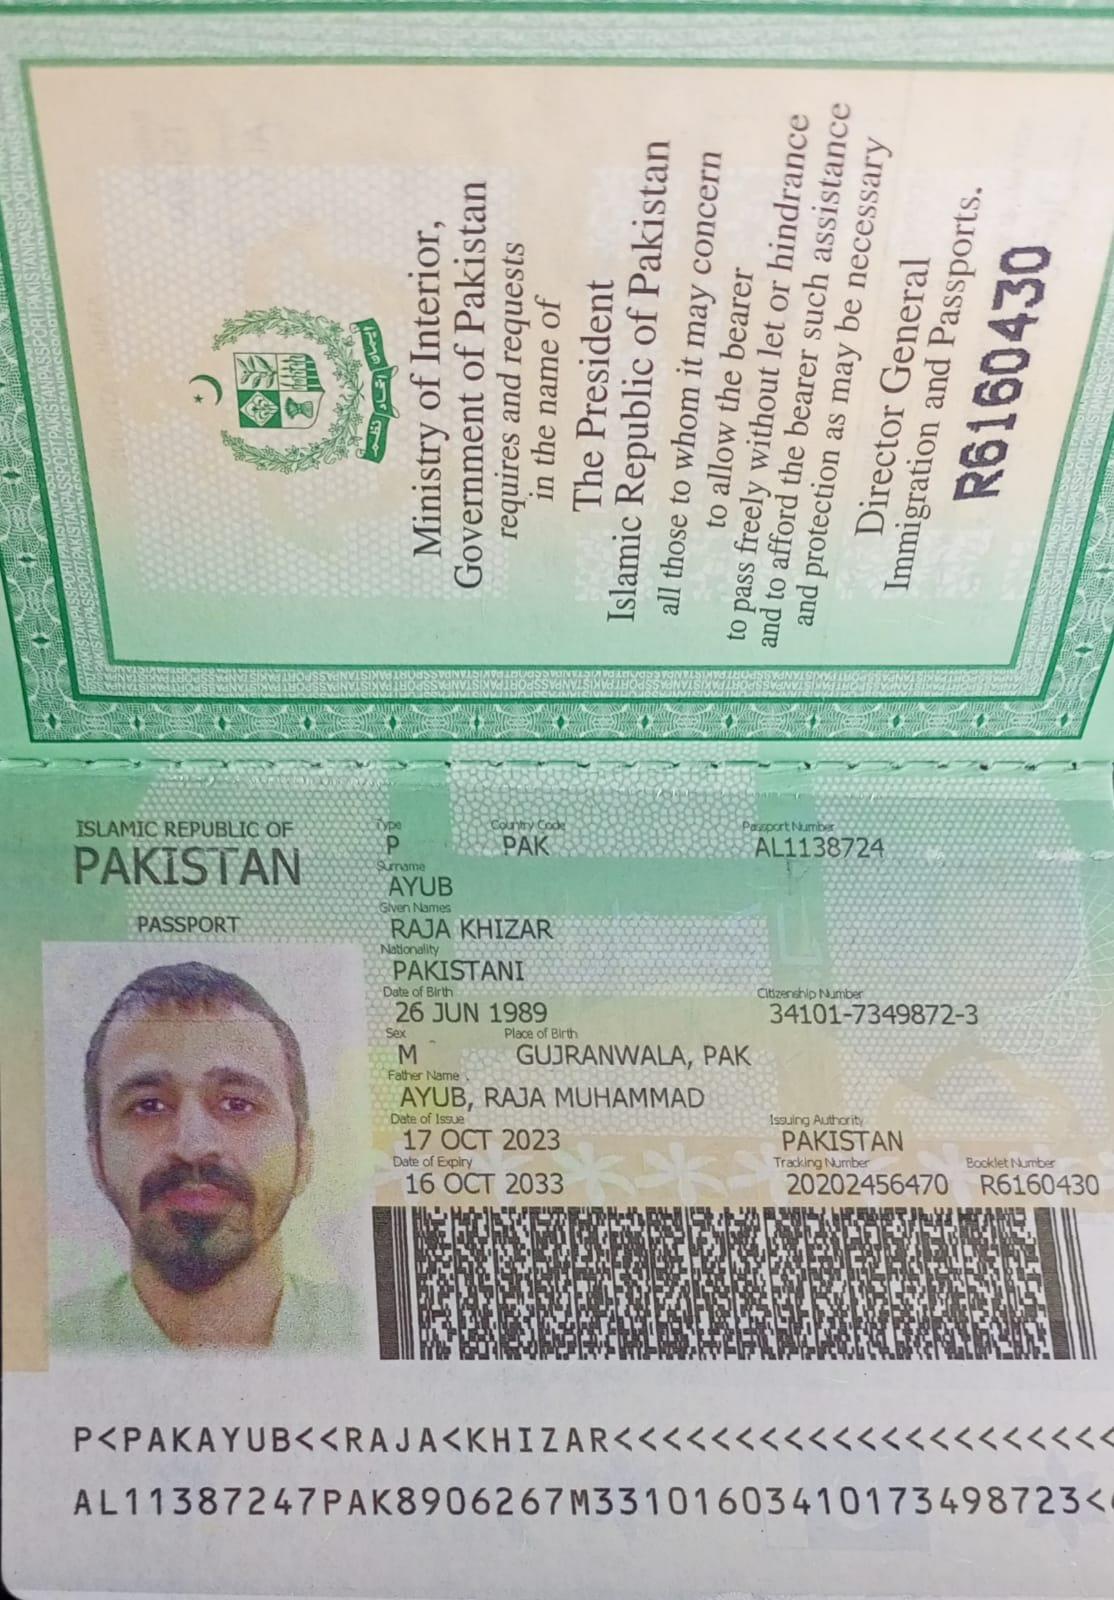 ایمان اتحاد نظم
Ministry of Interior,
Government of Pakistan
requires and requests
in the name of
The President
Islamic Republic of Pakistan
all those to whom it may concern
to allow the bearer
to pass freely without let or hindrance
and to afford the bearer such assistance
and protection as may be necessary
Director General
Immigration and Passports.
R6160430
ISLAMIC REPUBLIC OF
PAKISTAN
PASSPORT
Type Country Code Passport Number
P PAK AL1138724
Surname
AYUB
Given Names
RAJA KHIZAR
Nationality
PAKISTANI
Date of Birth Citizenship Number
26 JUN 1989 34101-7349872-3
Sex Place of Birth
M GUJRANWALA, PAK
Father Name
AYUB, RAJA MUHAMMAD
Date of Issue Issuing Authority
17 OCT 2023 PAKISTAN
Date of Expiry Tracking Number Booklet Number
16 OCT 2033 20202456470 R6160430
P<PAKAYUB<<RAJA<KHIZAR<<<<<<<<<<<<<<<<<<<<<
AL11387247PAK8906267M33101603410173498723<